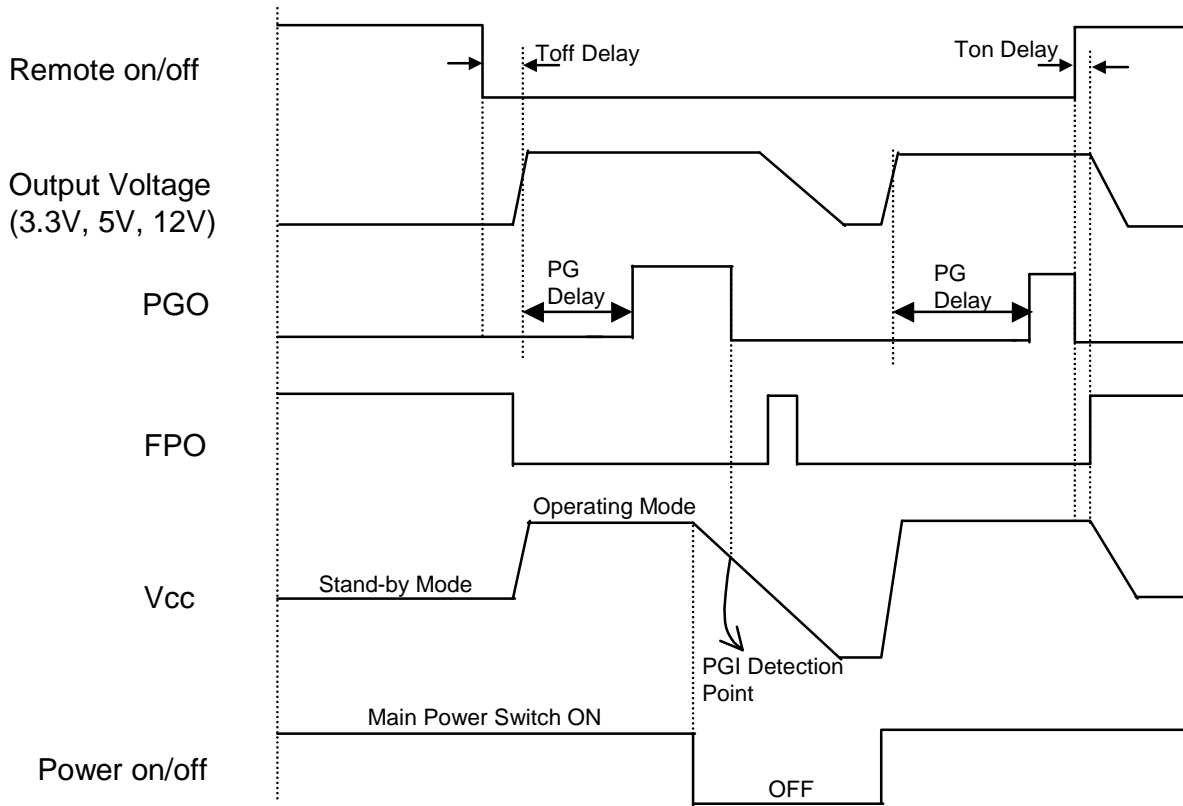 Remote on/off
Toff Delay
Ton Delay
Output Voltage
(3.3V, 5V, 12V)
PG
Delay
PG
Delay
PGO
FPO
Operating Mode
Stand-by Mode
Vcc
PGI Detection
Point
Main Power Switch ON
Power on/off
OFF